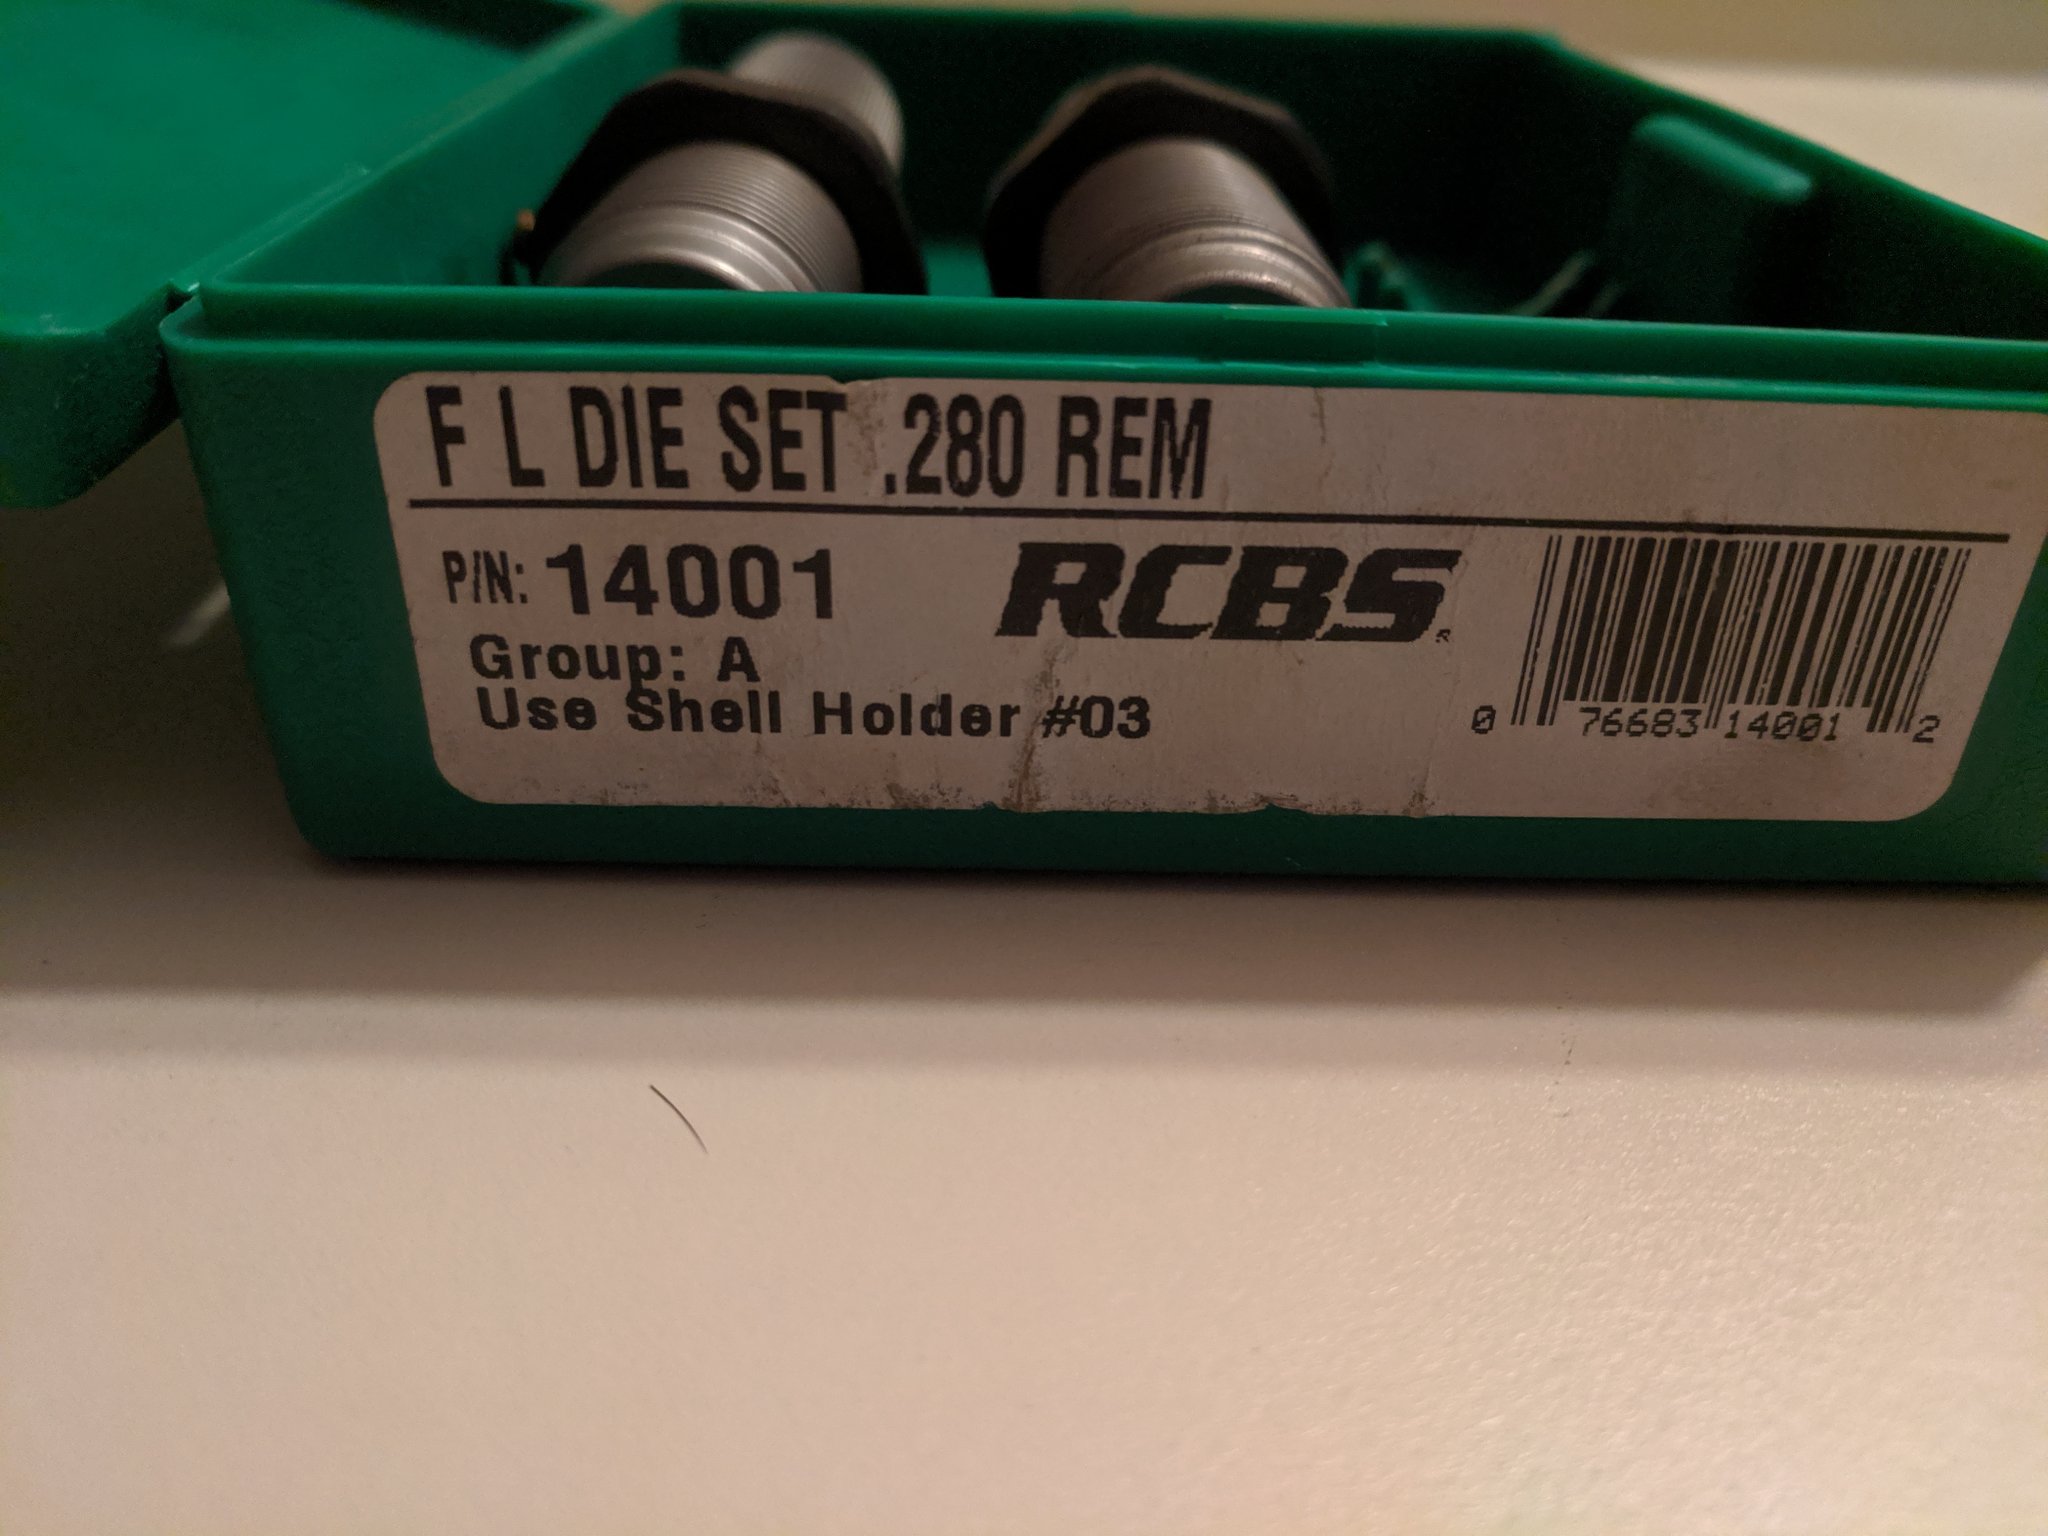 F L DIE SET .280 REM
P/N: 14001
Group: A
Use Shell Holder #03
RCBS®
0 76683 14001 2